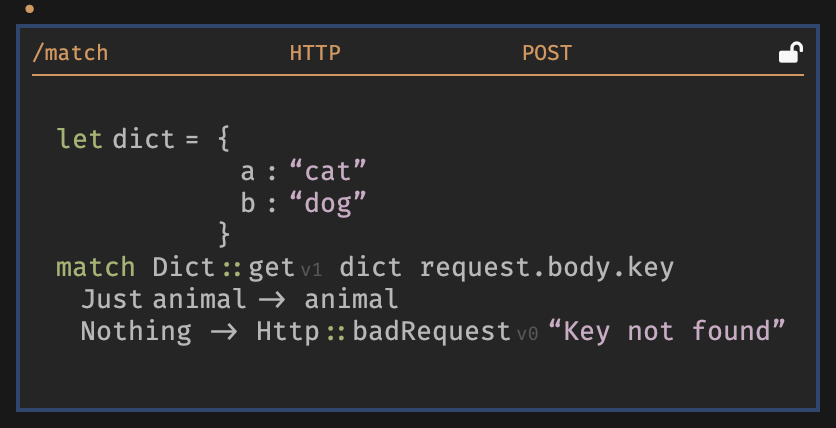 /match HTTP POST
let dict = {
a : “cat”
b : “dog”
}
match Dict::get v1 dict request.body.key
Just animal -> animal
Nothing -> Http::badRequest v0 “Key not found”